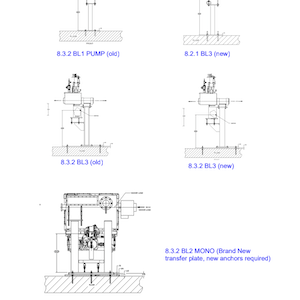 8.3.2 BL1 PUMP (old)
8.2.1 BL3 (new)
8.3.2 BL3 (old)
8.3.2 BL3 (new)
8.3.2 BL2 MONO (Brand New
transfer plate, new anchors required)